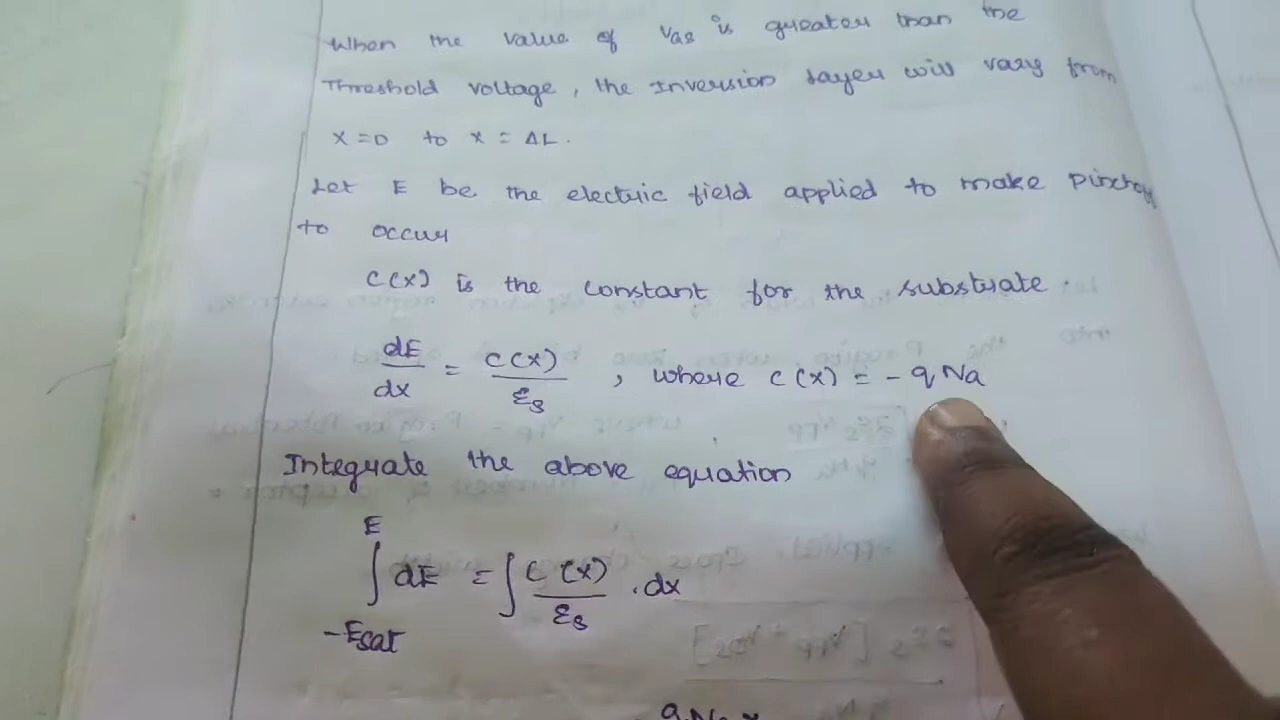 When the value of VGS is greater than the
Threshold voltage, the Inversion layer will vary from
x = 0 to x = ΔL.
Let E be the electric field applied to make pinchoff
to occur
C(x) is the constant for the substrate.
dE/dx = C(x)/εs , where C(x) = - qNa
Integrate the above equation
∫_{-Esat}^{E} dE = ∫ C(x)/εs . dx